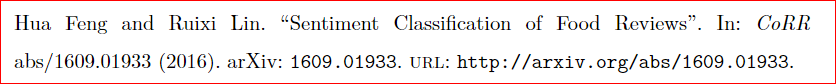 Hua Feng and Ruixi Lin. “Sentiment Classification of Food Reviews”. In: CoRR
abs/1609.01933 (2016). arXiv: 1609.01933. URL: http://arxiv.org/abs/1609.01933.